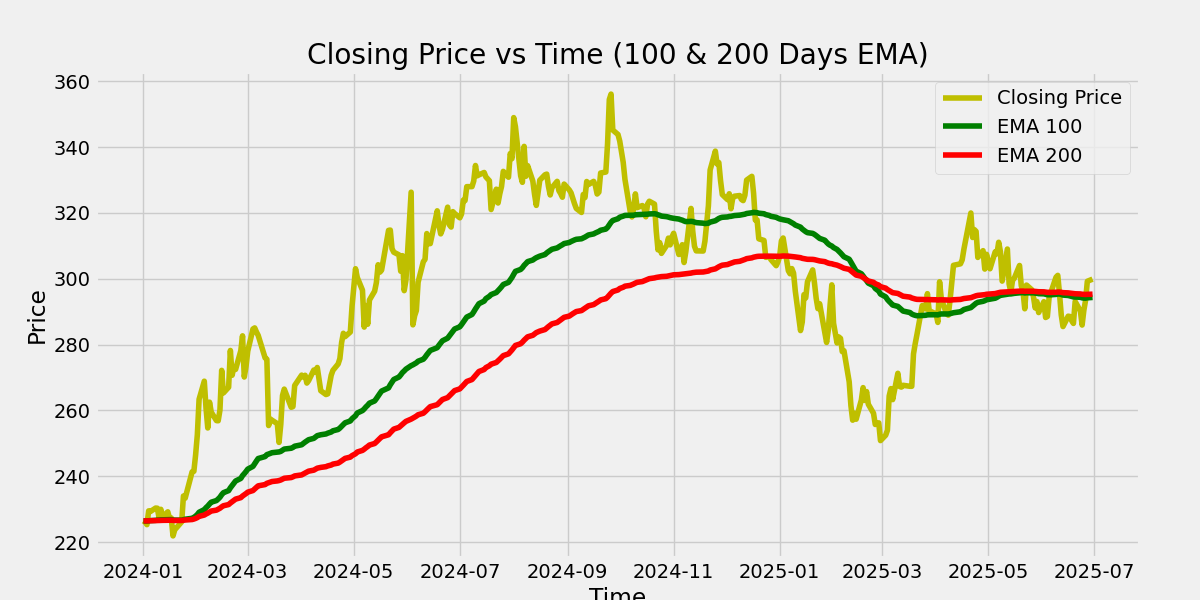 Closing Price vs Time (100 & 200 Days EMA)
Closing Price
EMA 100
EMA 200
Price
360
340
320
300
280
260
240
220
2024-01 2024-03 2024-05 2024-07 2024-09 2024-11 2025-01 2025-03 2025-05 2025-07
Time